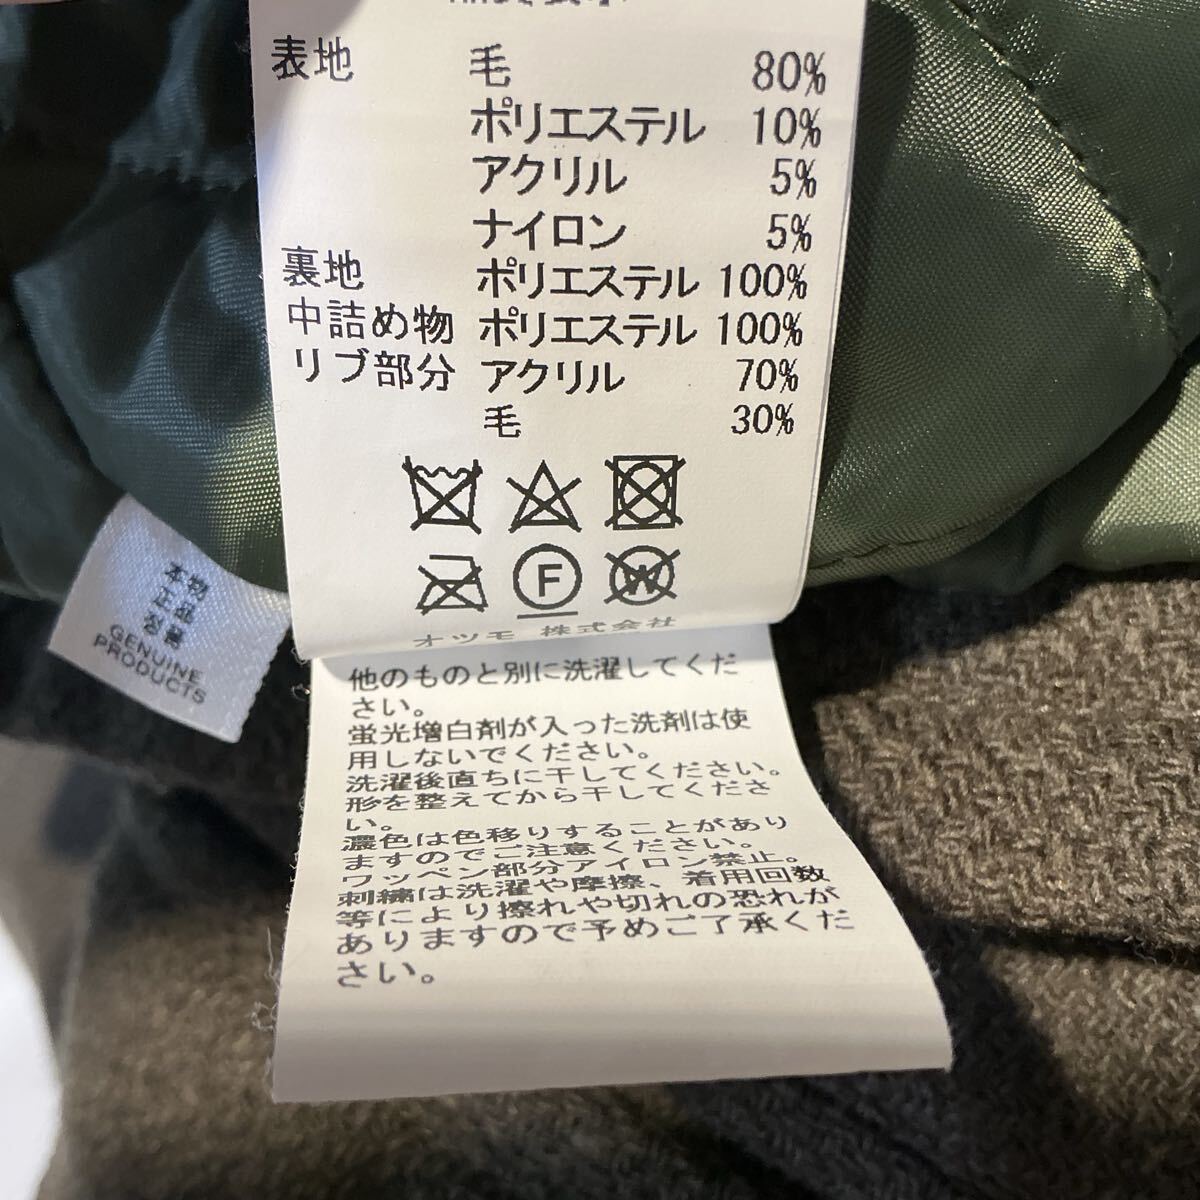 表地 毛 80%
ポリエステル 10%
アクリル 5%
ナイロン 5%
裏地 ポリエステル 100%
中詰め物 ポリエステル 100%
リブ部分 アクリル 70%
毛 30%
F
W
オツモ 株式会社
他のものと別に洗濯してくだ
さい。
蛍光増白剤が入った洗剤は使
用しないでください。
洗濯後直ちに干してください。
形を整えてから干してくださ
い。
濃色は色移りすることがあり
ますのでご注意ください。
ワッペン部分アイロン禁止。
刺繍は洗濯や摩擦、着用回数
等により擦れや切れの恐れが
ありますので予めご了承くだ
さい。
本物
正品
GENUINE
PRODUCTS